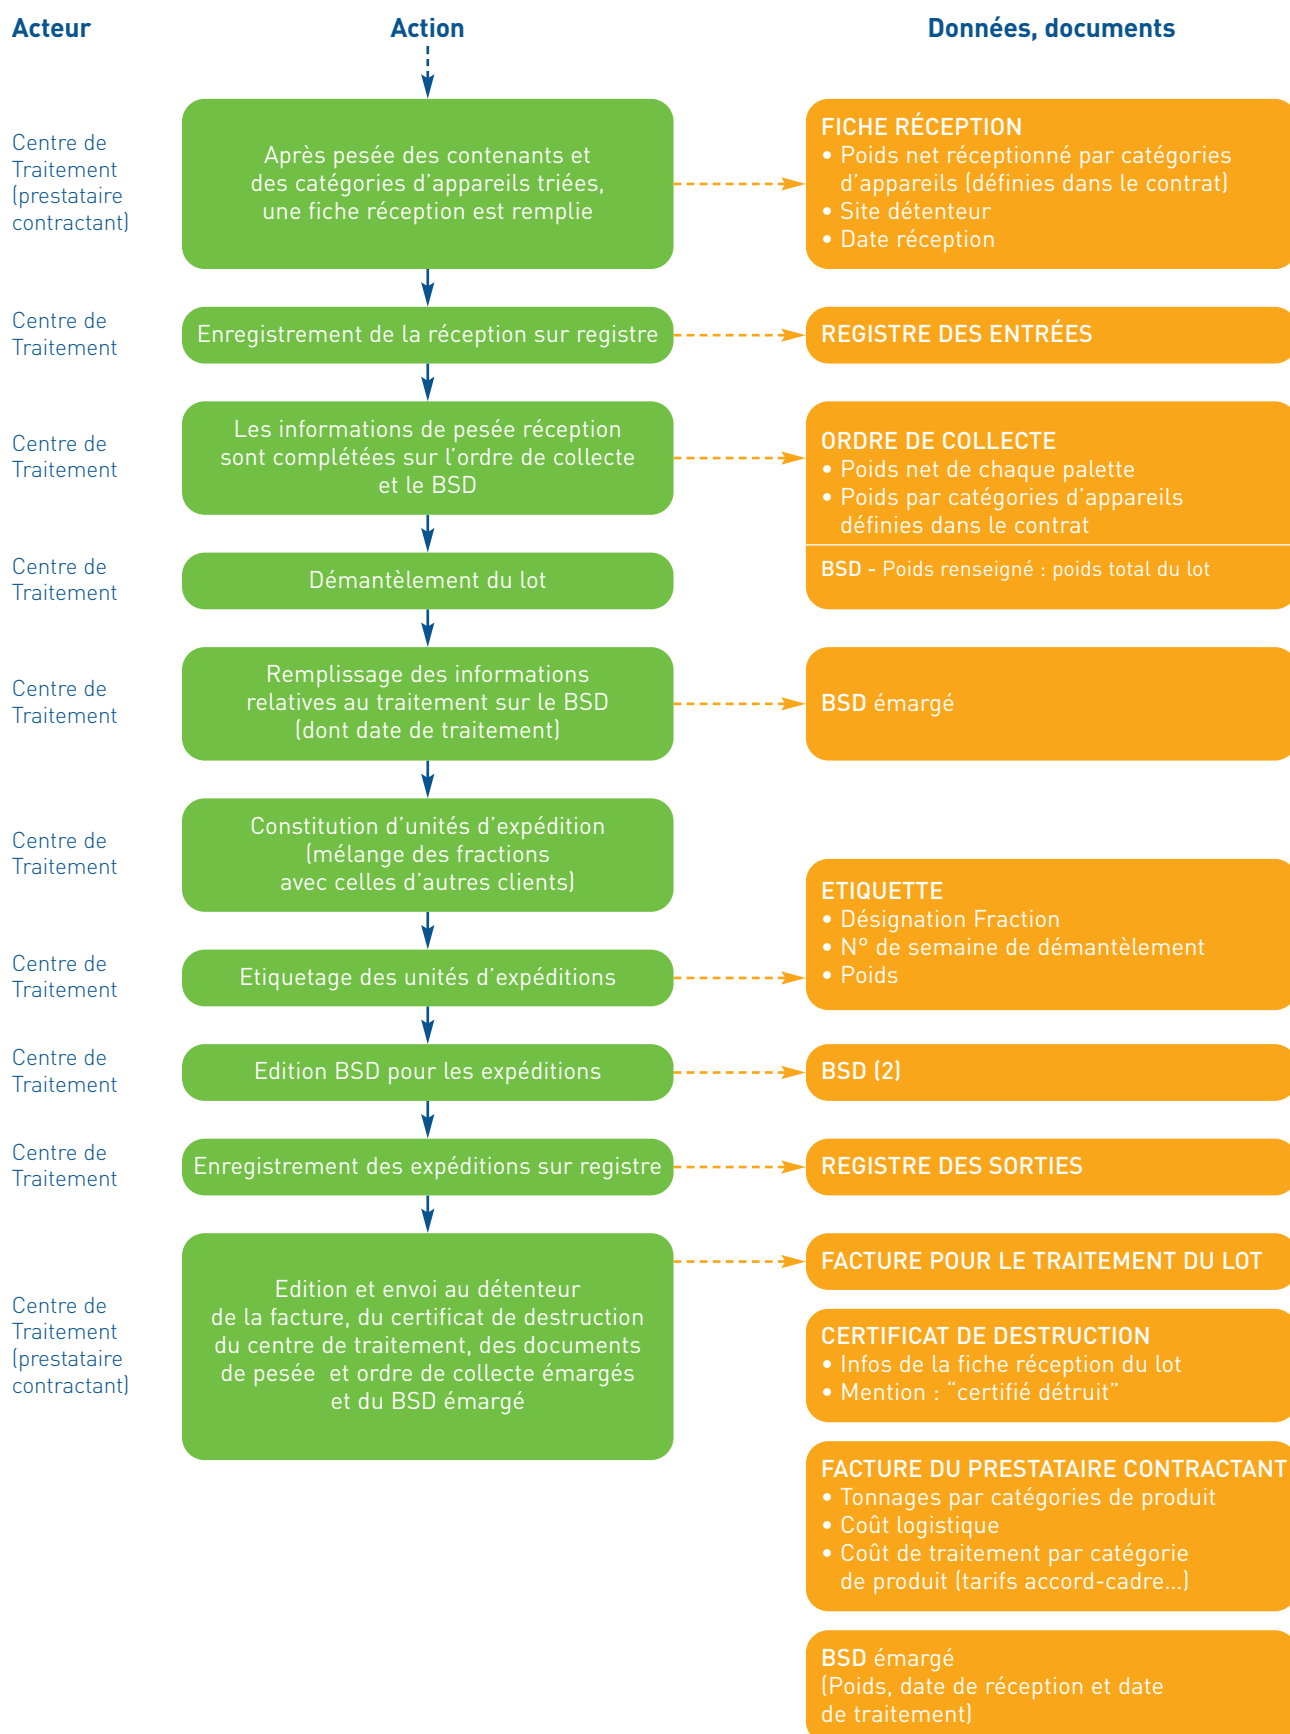 Acteur
Action
Données, documents
Centre de
Traitement
(prestataire
contractant)
Après pesée des contenants et
des catégories d’appareils triées,
une fiche réception est remplie
FICHE RÉCEPTION
• Poids net réceptionné par catégories
d’appareils (définies dans le contrat)
• Site détenteur
• Date réception
Centre de
Traitement
Enregistrement de la réception sur registre
REGISTRE DES ENTRÉES
Centre de
Traitement
Les informations de pesée réception
sont complétées sur l’ordre de collecte
et le BSD
ORDRE DE COLLECTE
• Poids net de chaque palette
• Poids par catégories d’appareils
définies dans le contrat
Centre de
Traitement
Démantèlement du lot
BSD - Poids renseigné : poids total du lot
Centre de
Traitement
Remplissage des informations
relatives au traitement sur le BSD
(dont date de traitement)
BSD émargé
Centre de
Traitement
Constitution d’unités d’expédition
(mélange des fractions
avec celles d’autres clients)
ETIQUETTE
• Désignation Fraction
• N° de semaine de démantèlement
• Poids
Centre de
Traitement
Etiquetage des unités d’expéditions
Centre de
Traitement
Edition BSD pour les expéditions
BSD (2)
Centre de
Traitement
Enregistrement des expéditions sur registre
REGISTRE DES SORTIES
Centre de
Traitement
(prestataire
contractant)
Edition et envoi au détenteur
de la facture, du certificat de destruction
du centre de traitement, des documents
de pesée et ordre de collecte émargés
et du BSD émargé
FACTURE POUR LE TRAITEMENT DU LOT
CERTIFICAT DE DESTRUCTION
• Infos de la fiche réception du lot
• Mention : “certifié détruit”
FACTURE DU PRESTATAIRE CONTRACTANT
• Tonnages par catégories de produit
• Coût logistique
• Coût de traitement par catégorie
de produit (tarifs accord-cadre...)
BSD émargé
(Poids, date de réception et date
de traitement)